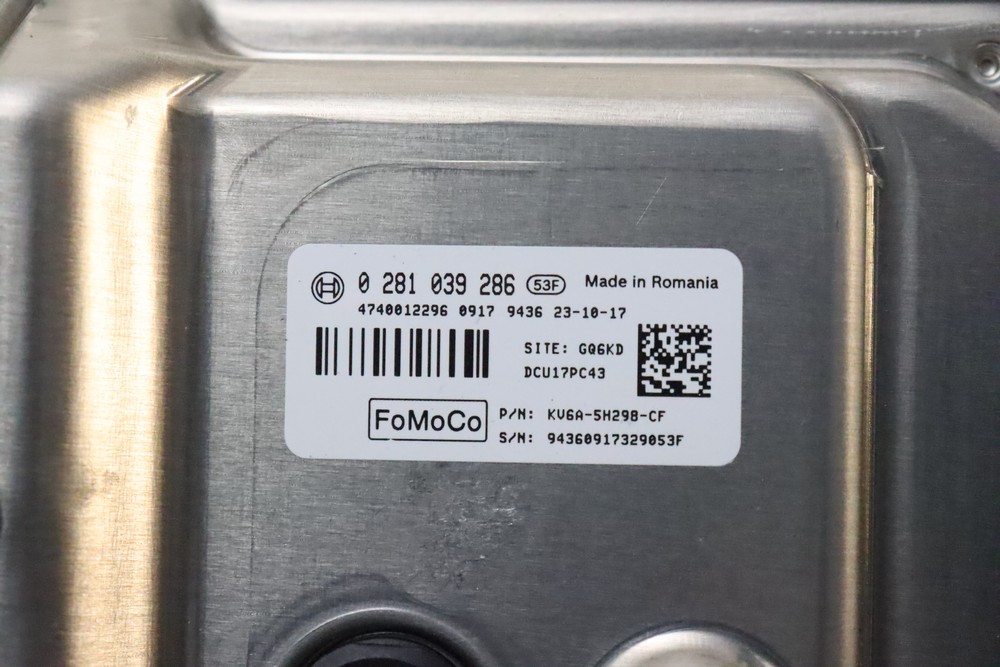 0 281 039 286 53F Made in Romania
4740012296 0917 9436 23-10-17
SITE: GQ6KD
DCU17PC43
FoMoCo P/N: KV6A-5H298-CF
S/N: 94360917329053F